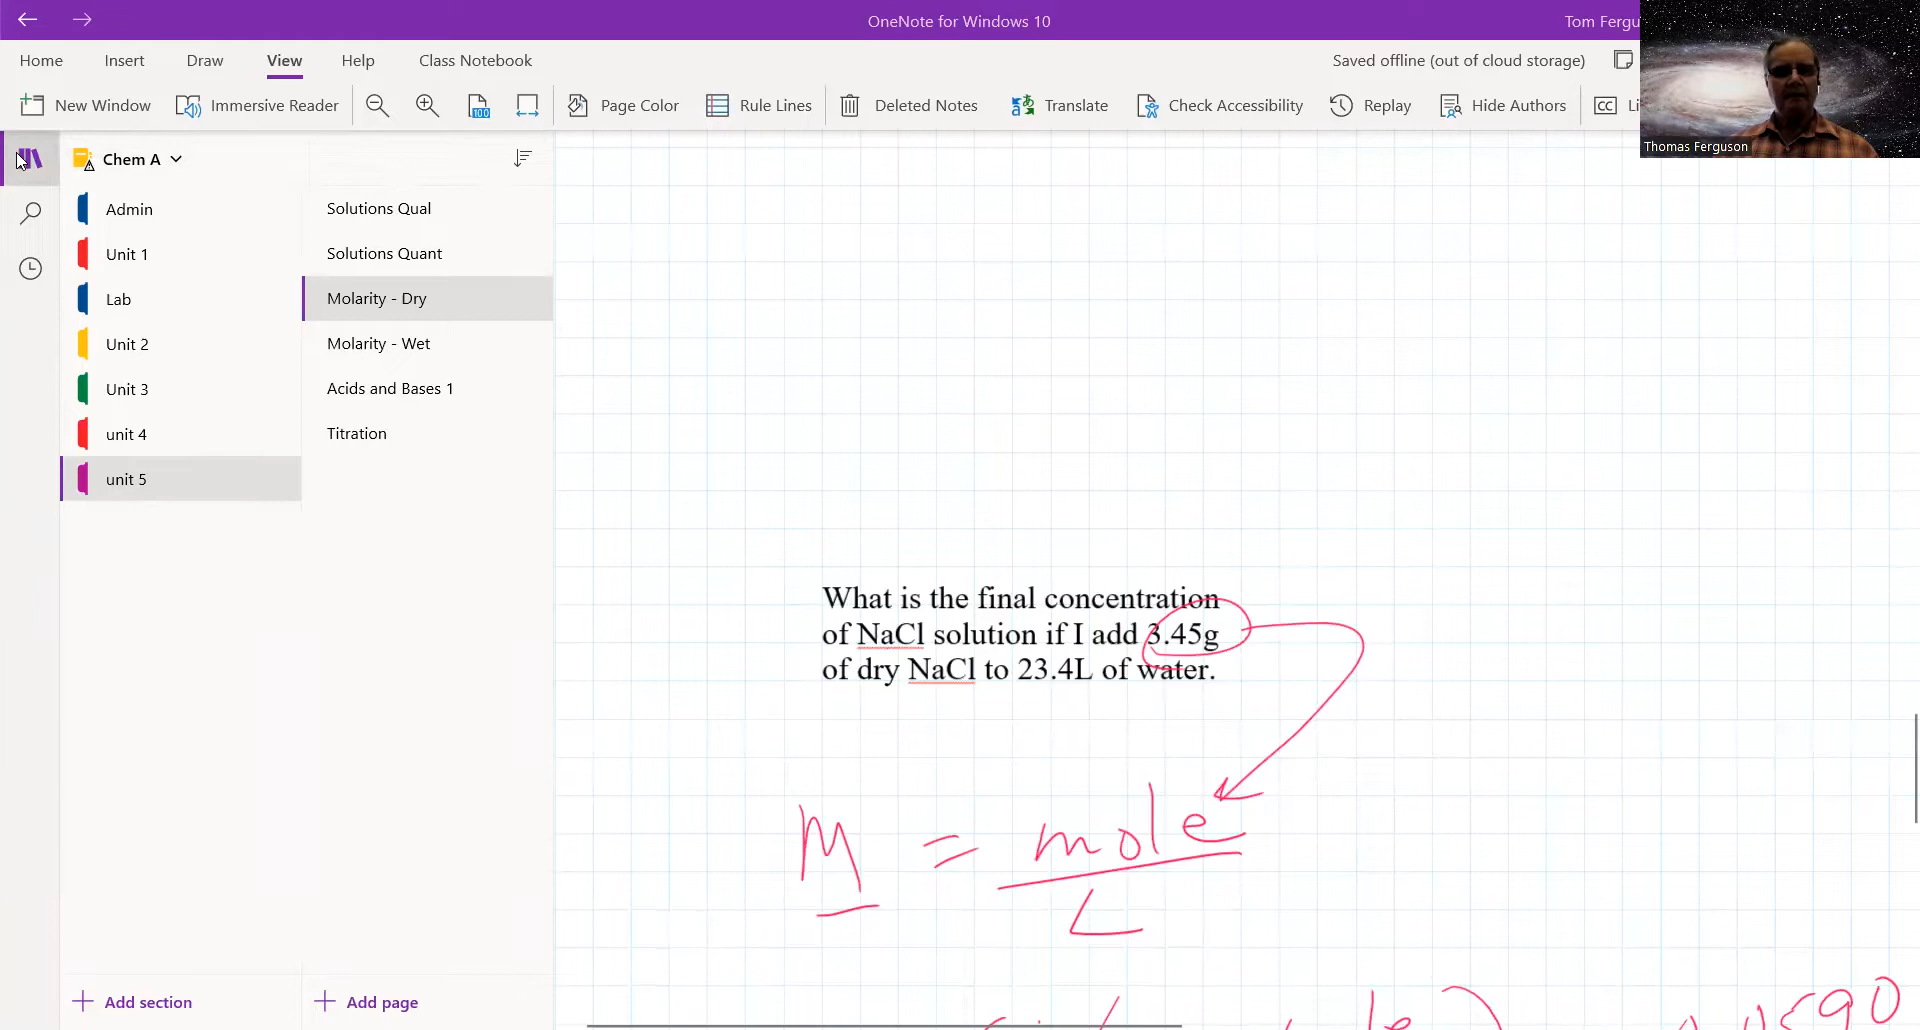 OneNote for Windows 10
Tom Fergu
Home Insert Draw View Help Class Notebook
Saved offline (out of cloud storage)
New Window Immersive Reader 100 Page Color Rule Lines Deleted Notes Translate Check Accessibility Replay Hide Authors CC Li
Thomas Ferguson
Chem A
Admin
Unit 1
Lab
Unit 2
Unit 3
unit 4
unit 5
Solutions Qual
Solutions Quant
Molarity - Dry
Molarity - Wet
Acids and Bases 1
Titration
What is the final concentration
of NaCl solution if I add 3.45g
of dry NaCl to 23.4L of water.
M = mole
L
Add section
Add page